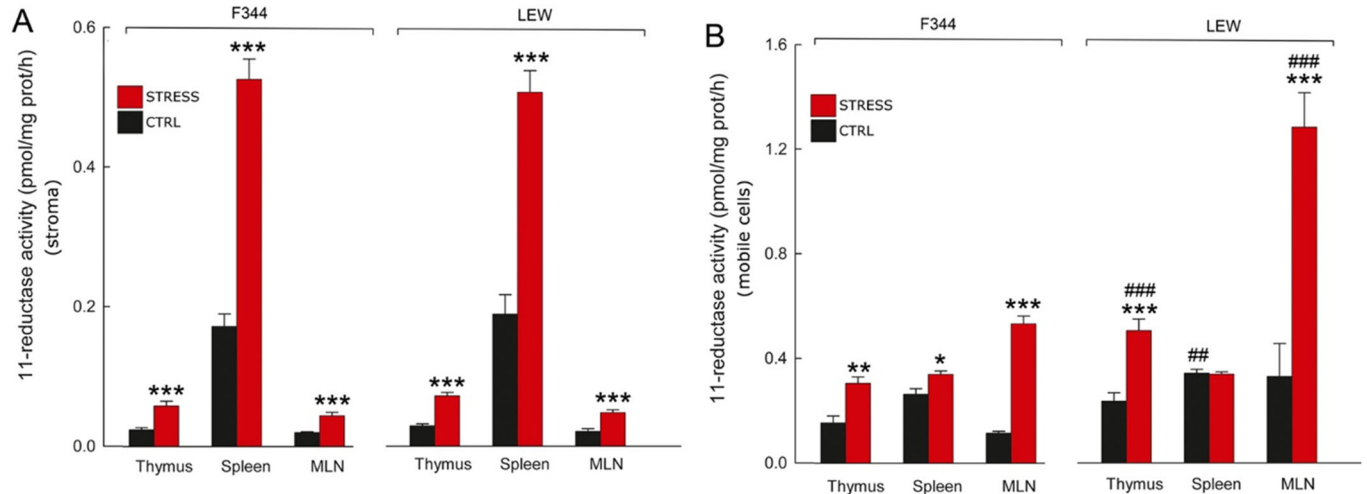 A
F344
LEW
11-reductase activity (pmol/mg prot/h)
(stroma)
0.6
0.4
0.2
0.0
STRESS
CTRL
***
***
***
***
***
***
Thymus
Spleen
MLN
Thymus
Spleen
MLN
B
F344
LEW
11-reductase activity (pmol/mg prot/h)
(mobile cells)
1.6
1.2
0.8
0.4
0.0
STRESS
CTRL
**
*
***
###
***
##
###
***
Thymus
Spleen
MLN
Thymus
Spleen
MLN